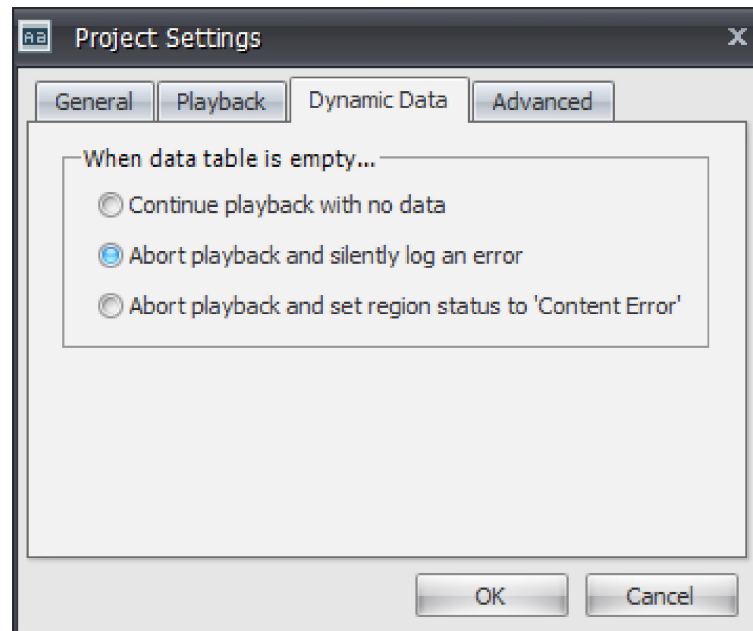 AB Project Settings X
General Playback Dynamic Data Advanced
When data table is empty...
Continue playback with no data
Abort playback and silently log an error
Abort playback and set region status to 'Content Error'
OK Cancel